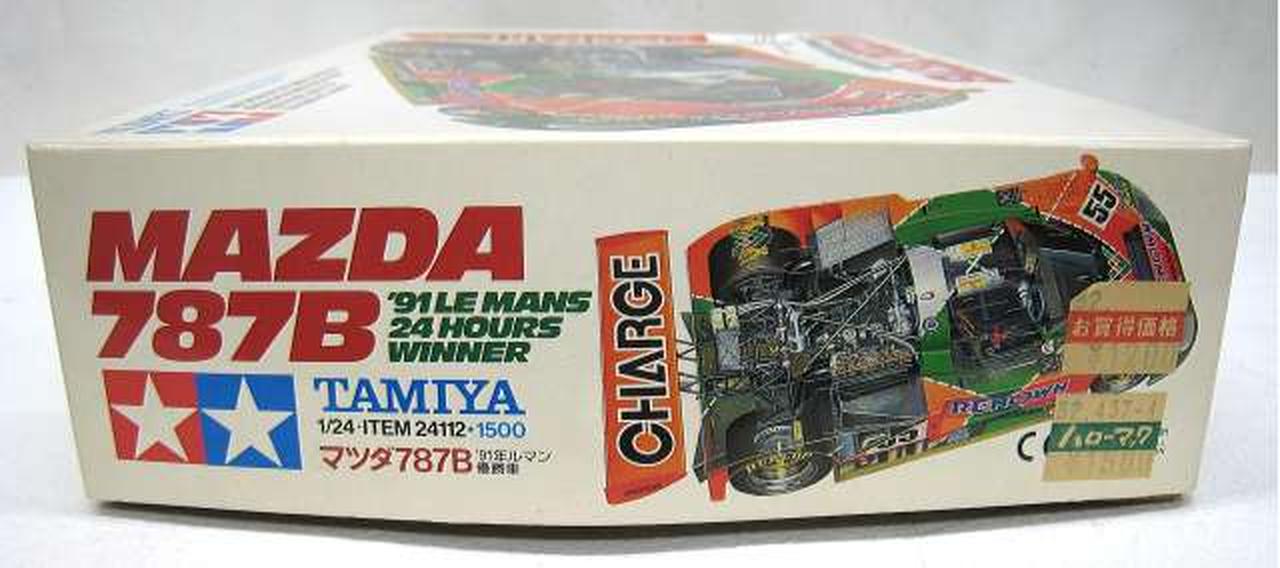 MAZDA
787B
'91 LE MANS
24 HOURS
WINNER
TAMIYA
1/24・ITEM 24112・1500
マツダ787B
'91年ルマン
優勝車
CHARGE
55
RENOWN
お買得価格
ハローマック